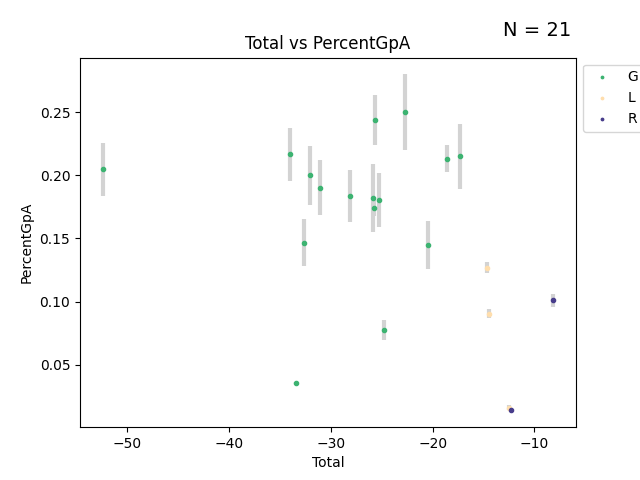 N = 21
Total vs PercentGpA
G
L
R
0.25
0.20
0.15
0.10
0.05
PercentGpA
−50
−40
−30
−20
−10
Total